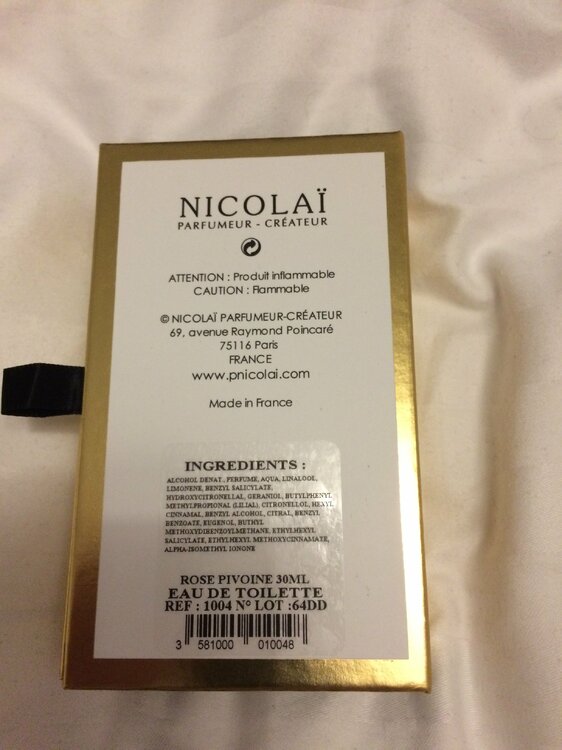 NICOLAÏ
PARFUMEUR - CRÉATEUR
ATTENTION : Produit inflammable
CAUTION : Flammable
© NICOLAÏ PARFUMEUR-CRÉATEUR
69, avenue Raymond Poincaré
75116 Paris
FRANCE
www.pnicolai.com
Made in France
INGREDIENTS :
ALCOHOL DENAT., PERFUME, AQUA, LINALOOL,
LIMONENE, BENZYL SALICYLATE,
HYDROXYCITRONELLAL, GERANIOL, BUTYLPHENYL
METHYLPROPIONAL (LILIAL), CITRONELLOL, HEXYL
CINNAMAL, BENZYL ALCOHOL, CITRAL, BENZYL
BENZOATE, EUGENOL, BUTHYL
METHOXYDIBENZOYLMETHANE, ETHYLHEXYL
SALICYLATE, ETHYLHEXYL METHOXYCINNAMATE,
ALPHA-ISOMETHYL IONONE
ROSE PIVOINE 30ML
EAU DE TOILETTE
REF : 1004 N° LOT :64DD
3 581000 010048